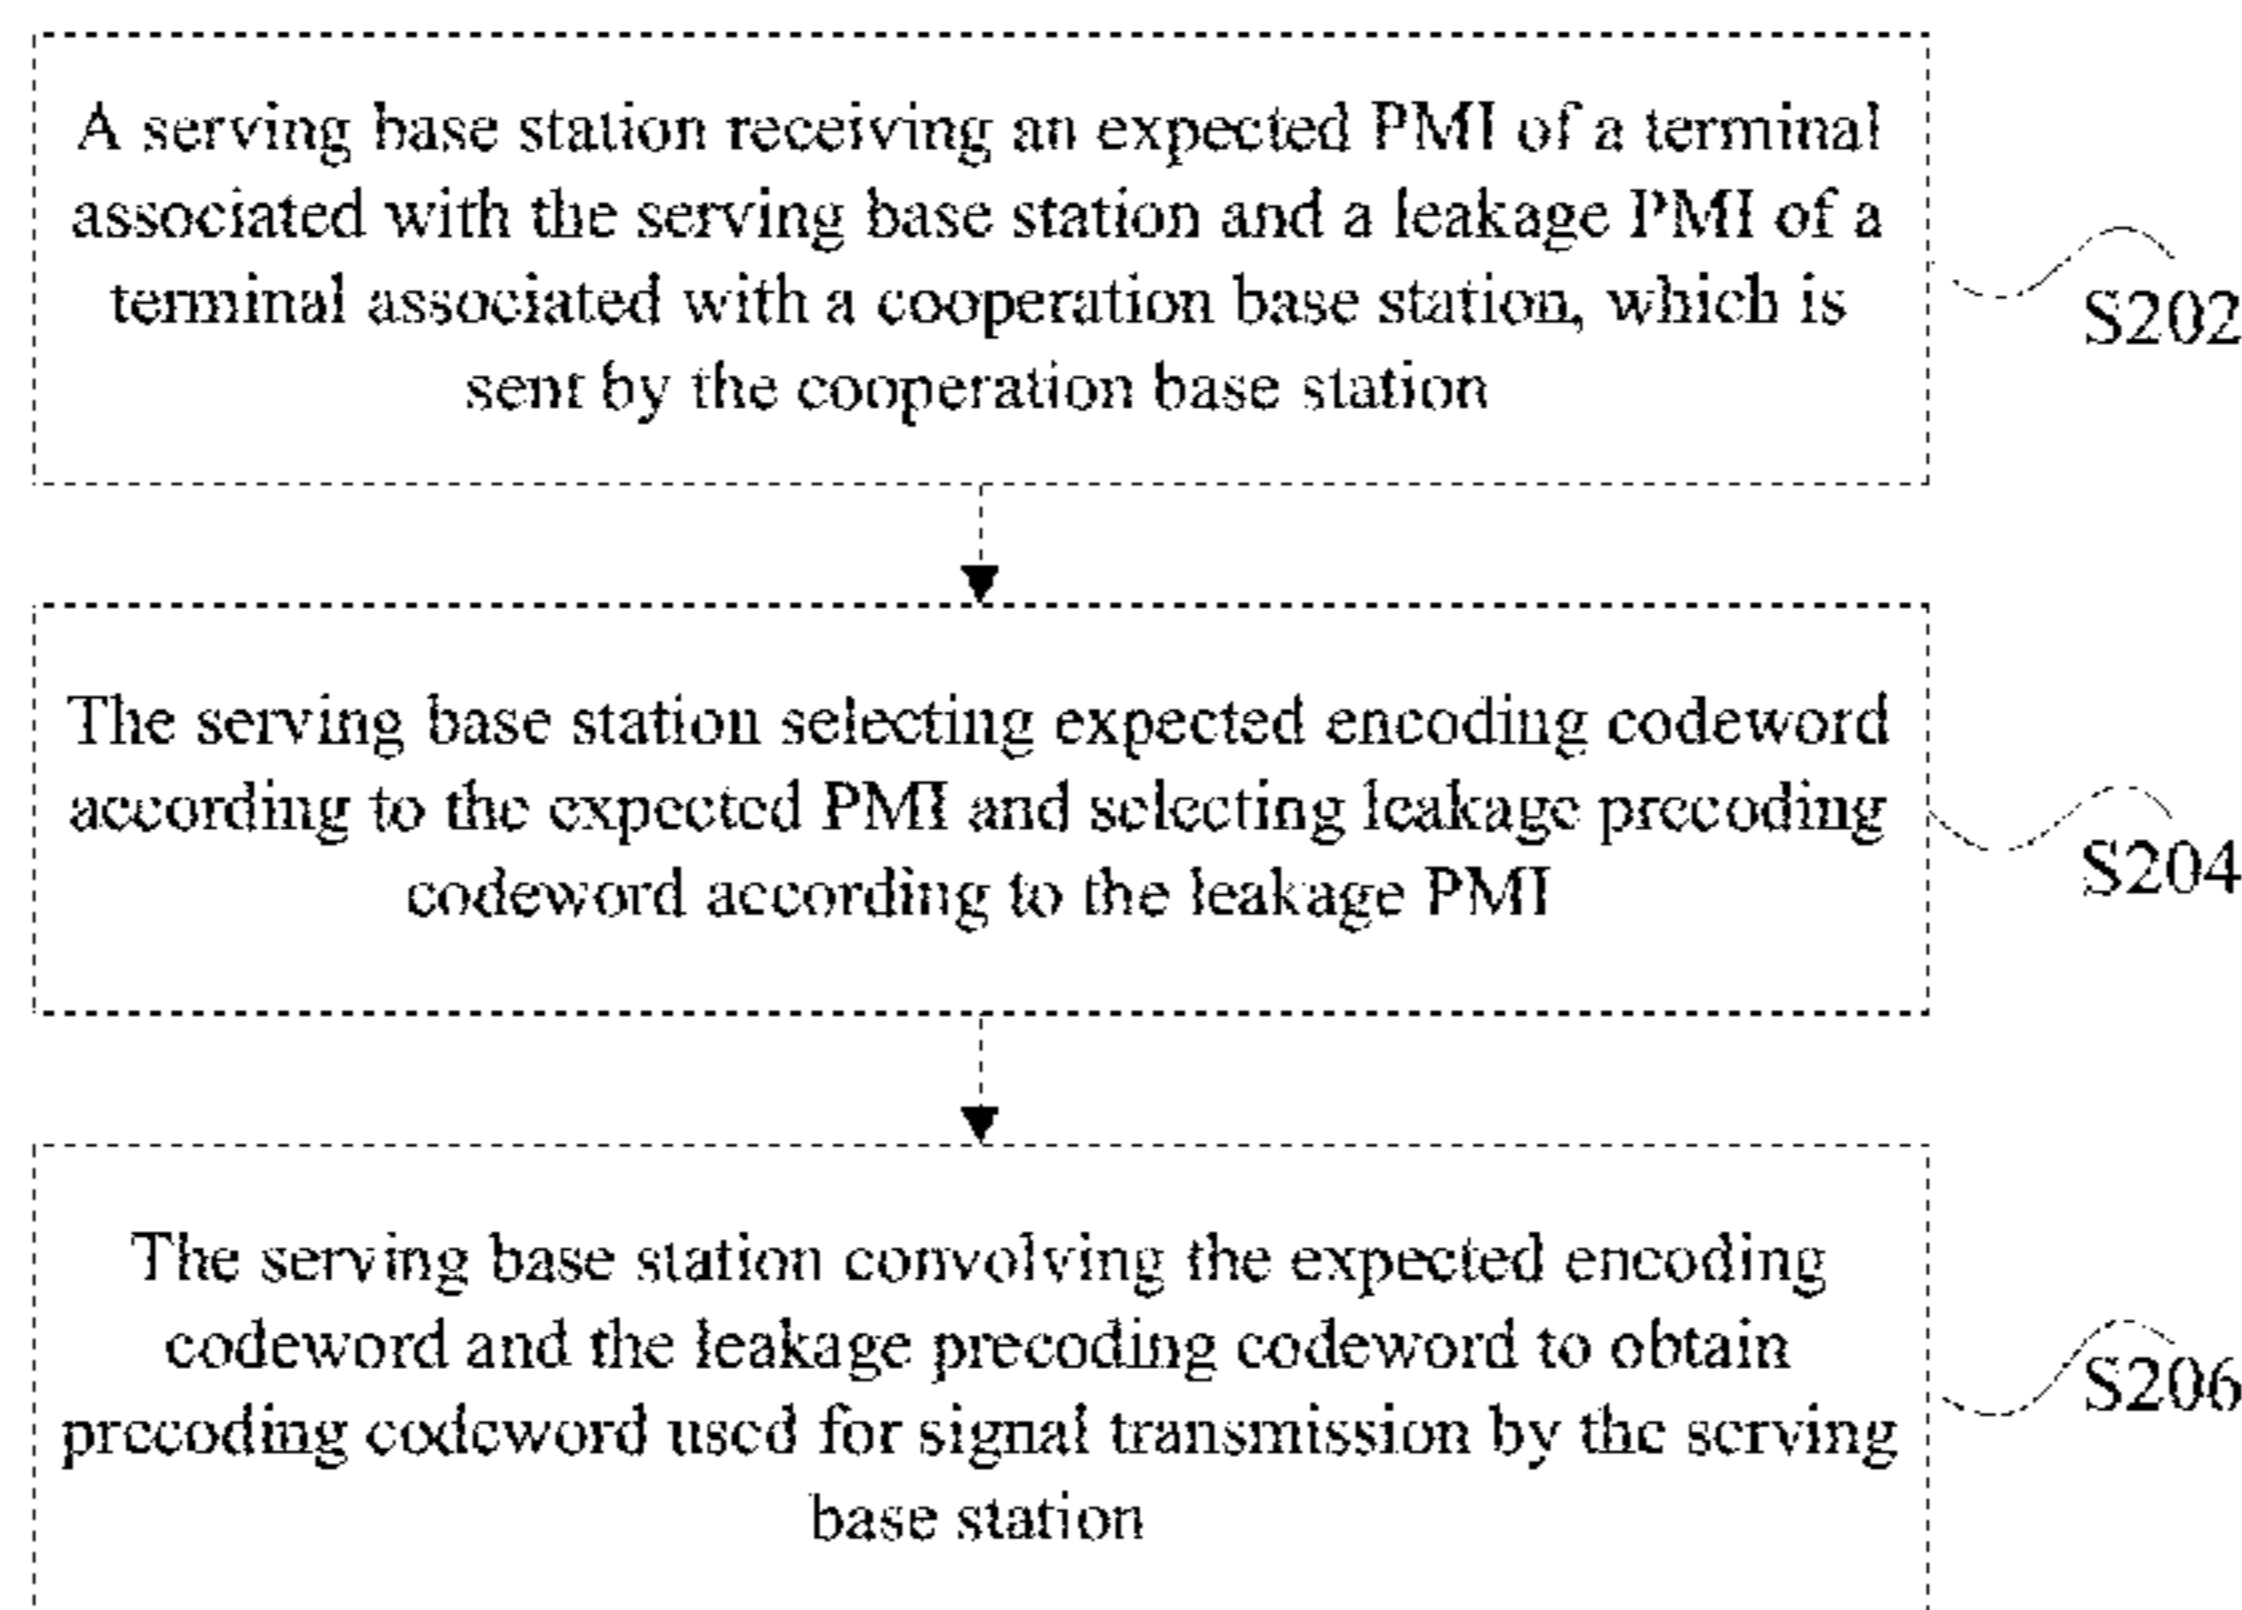 A serving base station receiving an expected PMI of a terminal
associated with the serving base station and a leakage PMI of a
terminal associated with a cooperation base station, which is
sent by the cooperation base station
S202
The serving base station selecting expected encoding codeword
according to the expected PMI and selecting leakage precoding
codeword according to the leakage PMI
S204
The serving base station convolving the expected encoding
codeword and the leakage precoding codeword to obtain
precoding codeword used for signal transmission by the serving
base station
S206